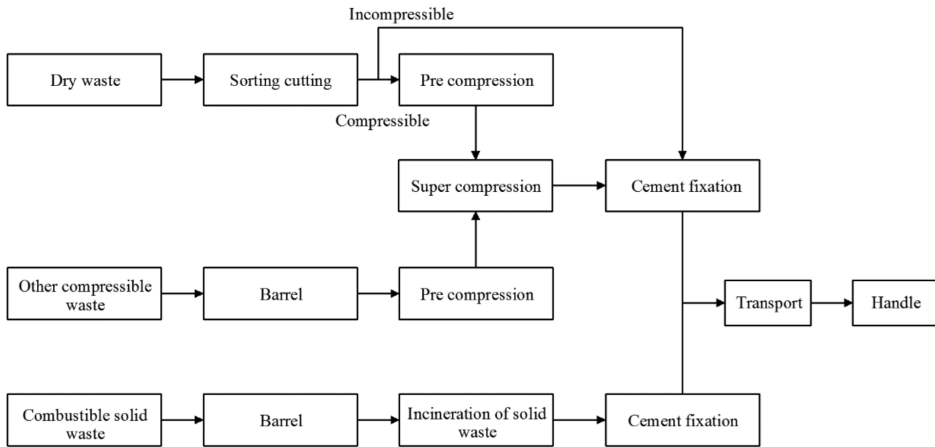 Incompressible
Dry waste
Sorting cutting
Pre compression
Compressible
Super compression
Cement fixation
Other compressible
waste
Barrel
Pre compression
Transport
Handle
Combustible solid
waste
Barrel
Incineration of solid
waste
Cement fixation